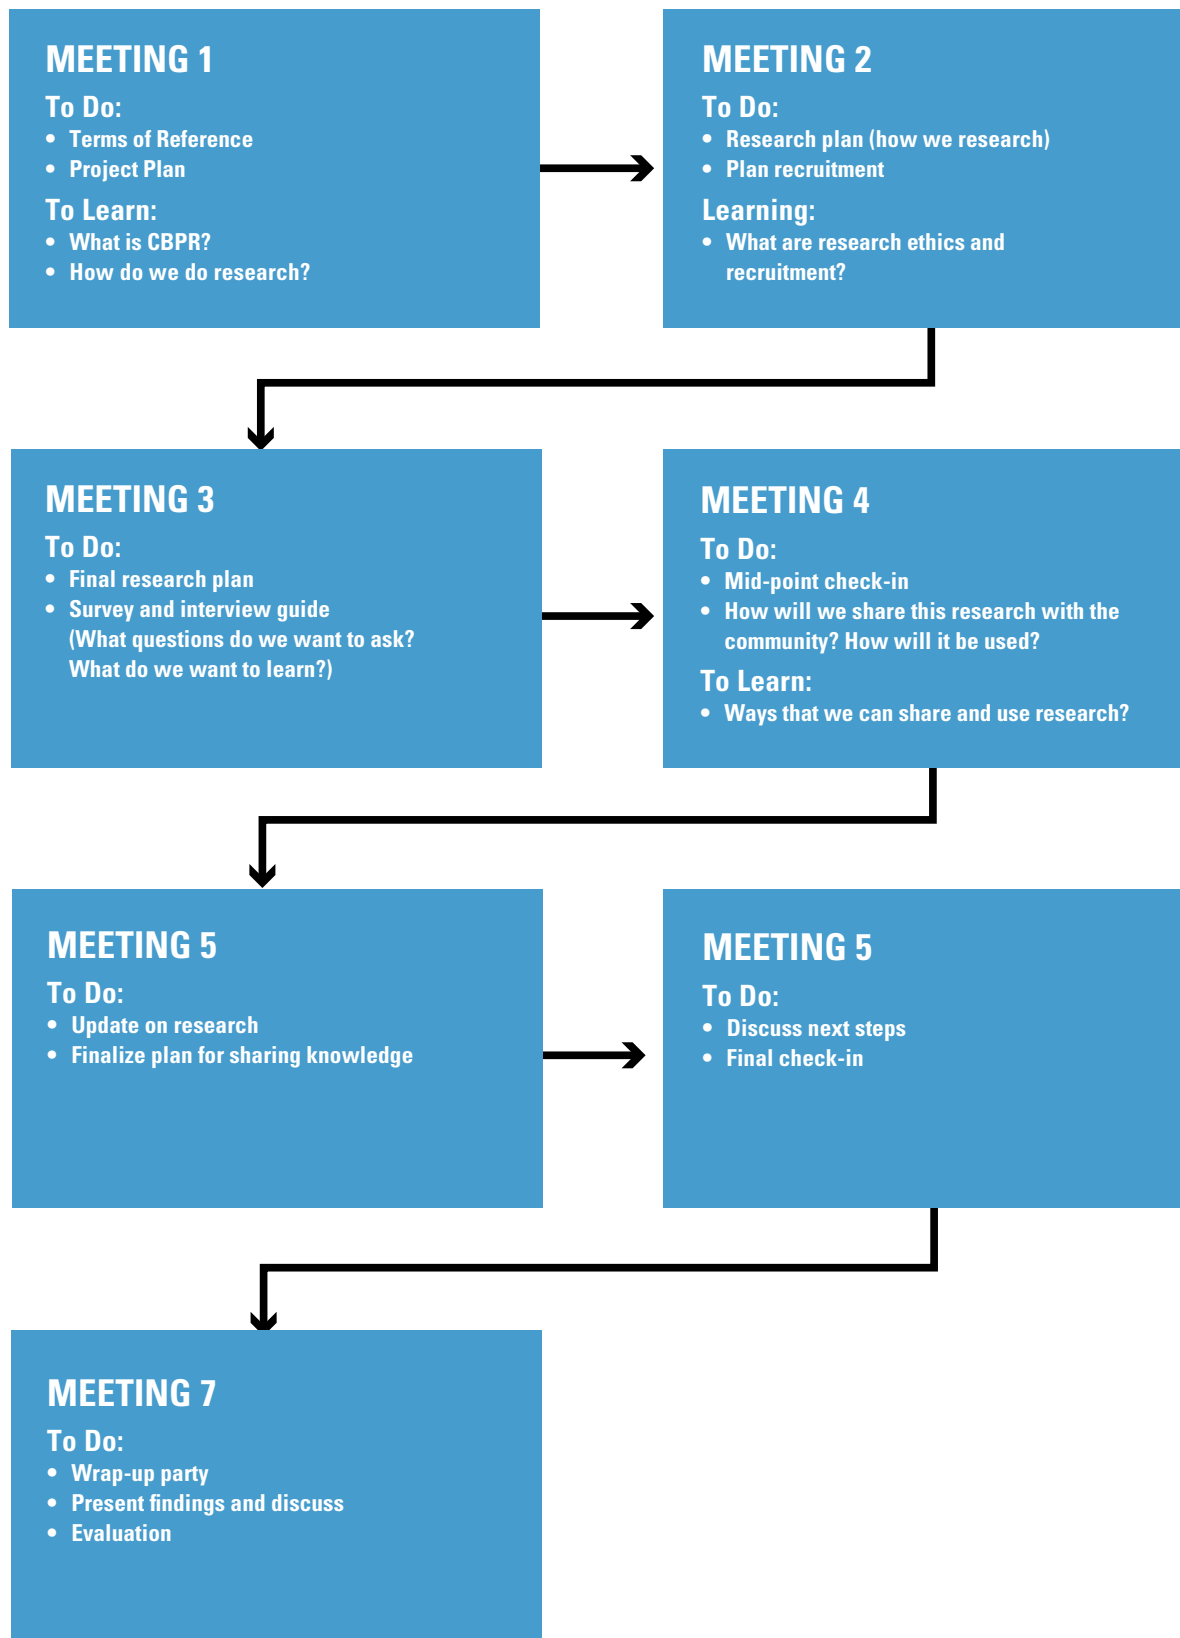 MEETING 1
To Do:
• Terms of Reference
• Project Plan
To Learn:
• What is CBPR?
• How do we do research?
MEETING 2
To Do:
• Research plan (how we research)
• Plan recruitment
Learning:
• What are research ethics and
recruitment?
MEETING 3
To Do:
• Final research plan
• Survey and interview guide
(What questions do we want to ask?
What do we want to learn?)
MEETING 4
To Do:
• Mid-point check-in
• How will we share this research with the
community? How will it be used?
To Learn:
• Ways that we can share and use research?
MEETING 5
To Do:
• Update on research
• Finalize plan for sharing knowledge
MEETING 5
To Do:
• Discuss next steps
• Final check-in
MEETING 7
To Do:
• Wrap-up party
• Present findings and discuss
• Evaluation